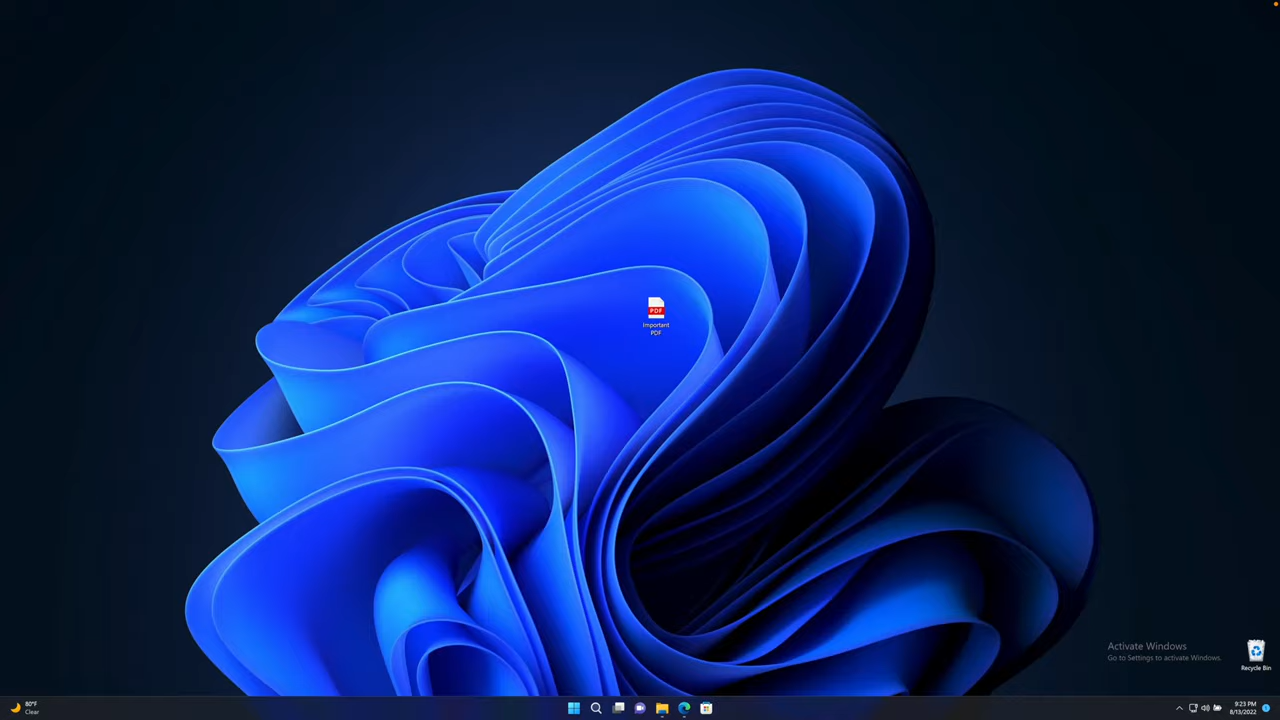 PDF
Important
PDF
Activate Windows
Go to Settings to activate Windows.
Recycle Bin
80°F
Clear
9:23 PM
8/13/2022